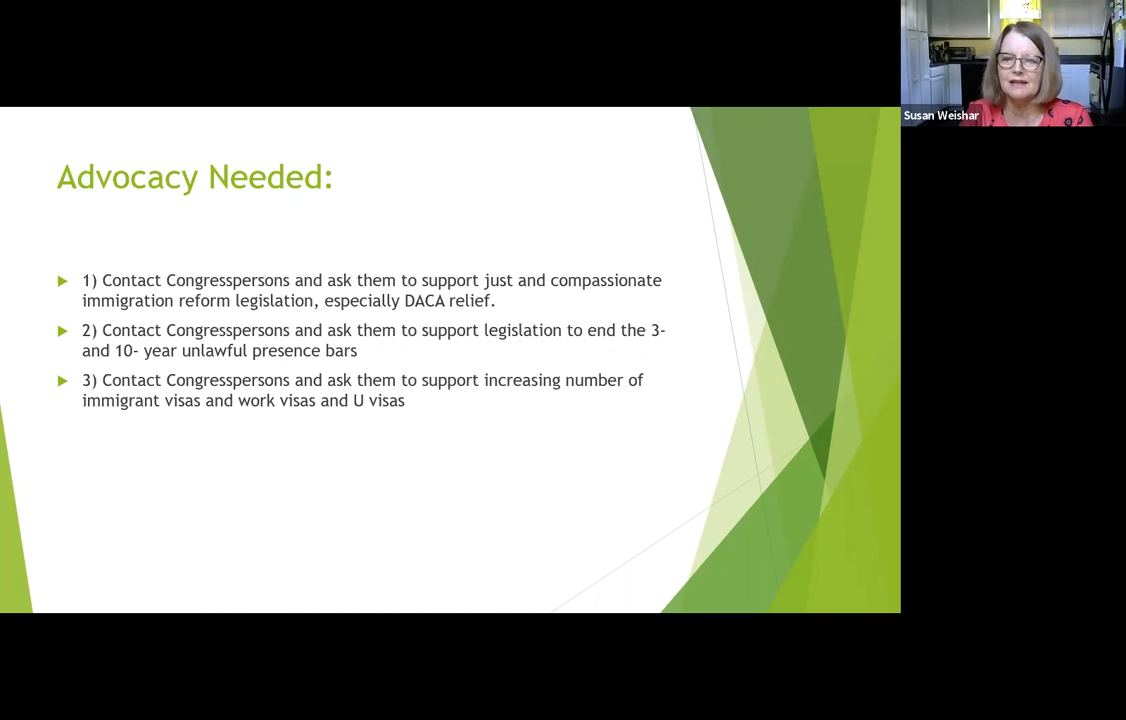 Susan Weishar
Advocacy Needed:
1) Contact Congresspersons and ask them to support just and compassionate
immigration reform legislation, especially DACA relief.
2) Contact Congresspersons and ask them to support legislation to end the 3-
and 10- year unlawful presence bars
3) Contact Congresspersons and ask them to support increasing number of
immigrant visas and work visas and U visas